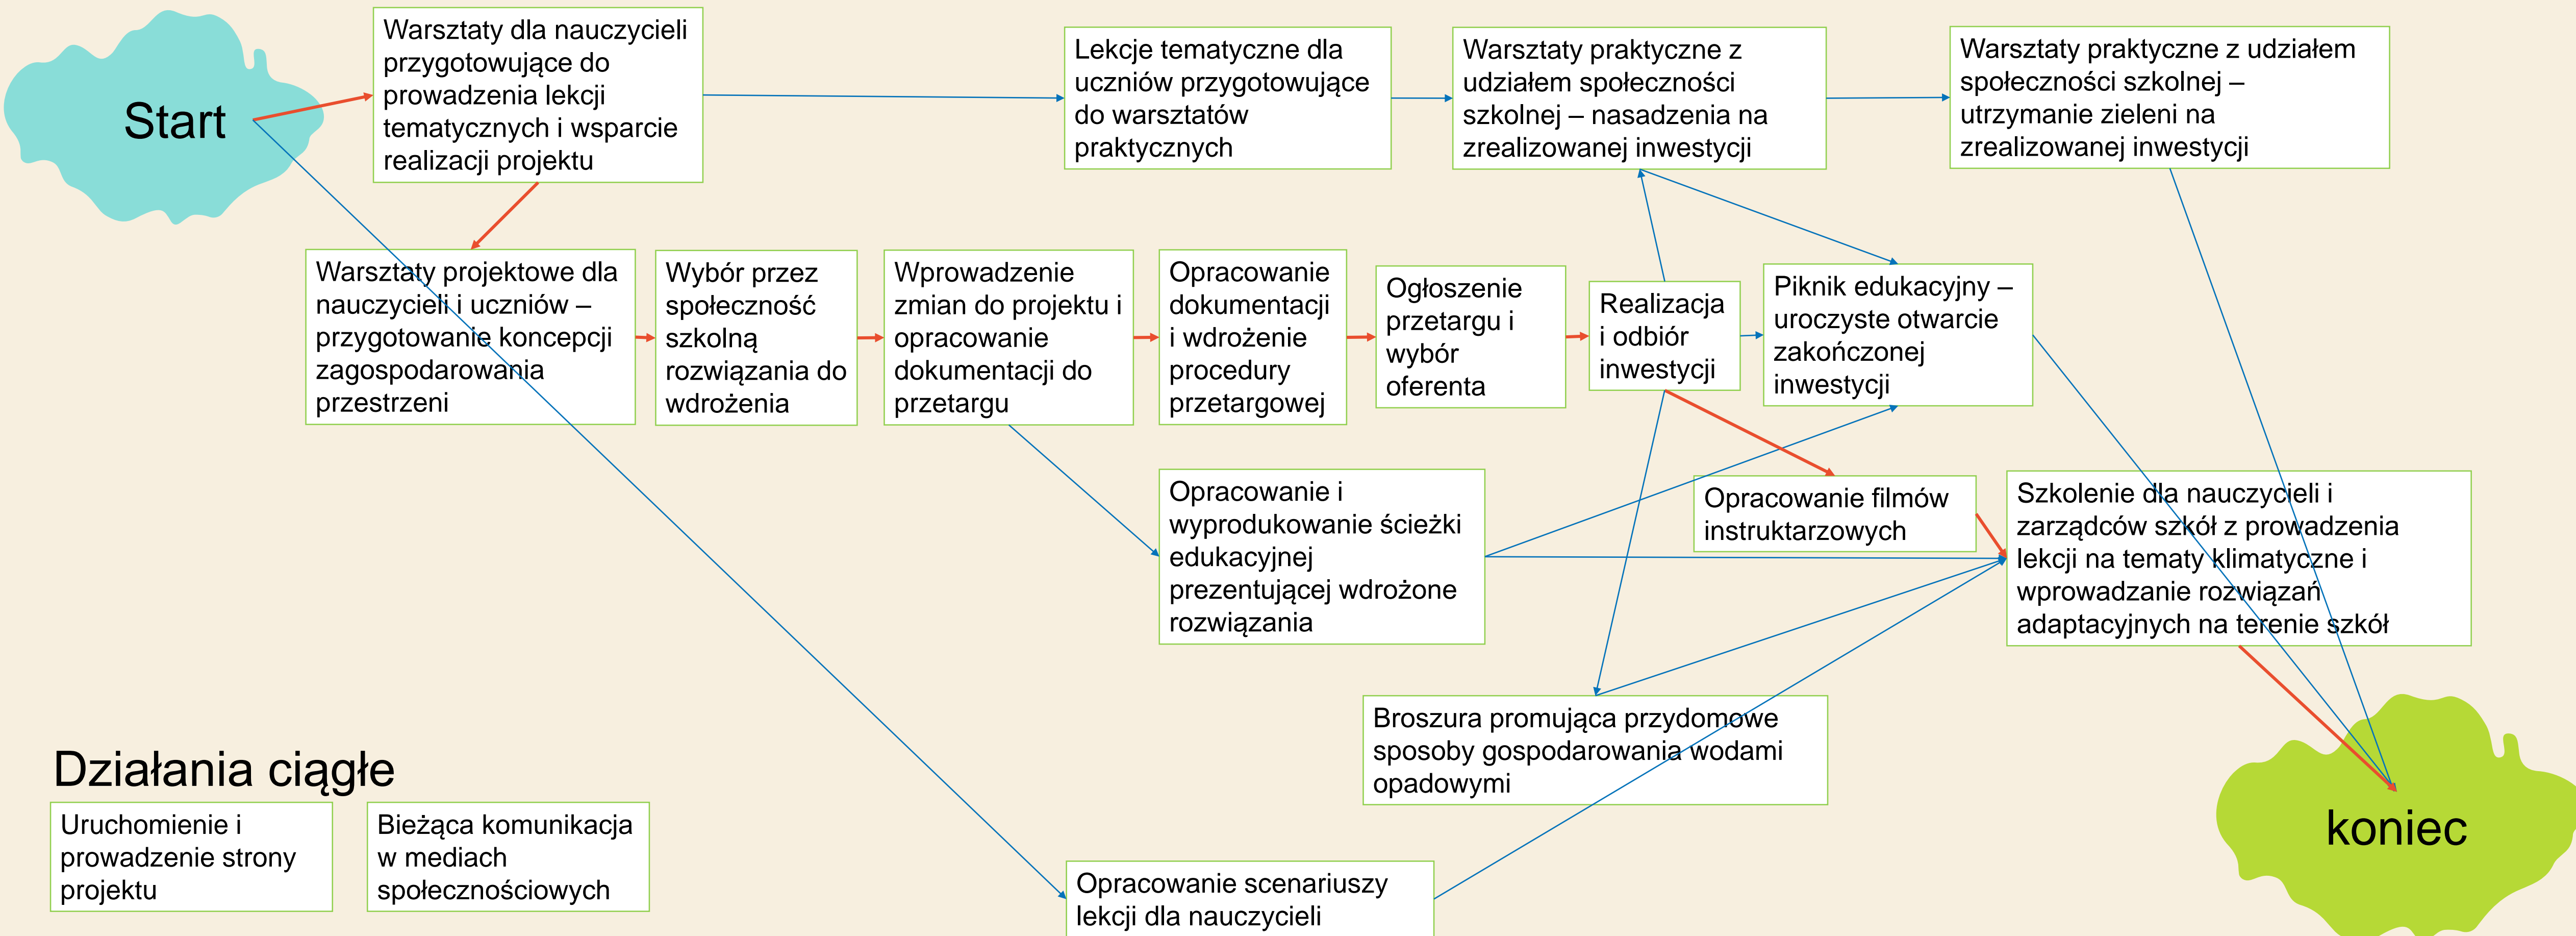 Start
Warsztaty dla nauczycieli
przygotowujące do
prowadzenia lekcji
tematycznych i wsparcie
realizacji projektu
Lekcje tematyczne dla
uczniów przygotowujące
do warsztatów
praktycznych
Warsztaty praktyczne z
udziałem społeczności
szkolnej – nasadzenia na
zrealizowanej inwestycji
Warsztaty praktyczne z udziałem
społeczności szkolnej –
utrzymanie zieleni na
zrealizowanej inwestycji
Warsztaty projektowe dla
nauczycieli i uczniów –
przygotowanie koncepcji
zagospodarowania
przestrzeni
Wybór przez
społeczność
szkolną
rozwiązania do
wdrożenia
Wprowadzenie
zmian do projektu i
opracowanie
dokumentacji do
przetargu
Opracowanie
dokumentacji
i wdrożenie
procedury
przetargowej
Ogłoszenie
przetargu i
wybór
oferenta
Realizacja
i odbiór
inwestycji
Piknik edukacyjny –
uroczyste otwarcie
zakończonej
inwestycji
Opracowanie i
wyprodukowanie ścieżki
edukacyjnej
prezentującej wdrożone
rozwiązania
Opracowanie filmów
instruktarzowych
Szkolenie dla nauczycieli i
zarządców szkół z prowadzenia
lekcji na tematy klimatyczne i
wprowadzanie rozwiązań
adaptacyjnych na terenie szkół
Broszura promująca przydomowe
sposoby gospodarowania wodami
opadowymi
Działania ciągłe
Uruchomienie i
prowadzenie strony
projektu
Bieżąca komunikacja
w mediach
społecznościowych
Opracowanie scenariuszy
lekcji dla nauczycieli
koniec